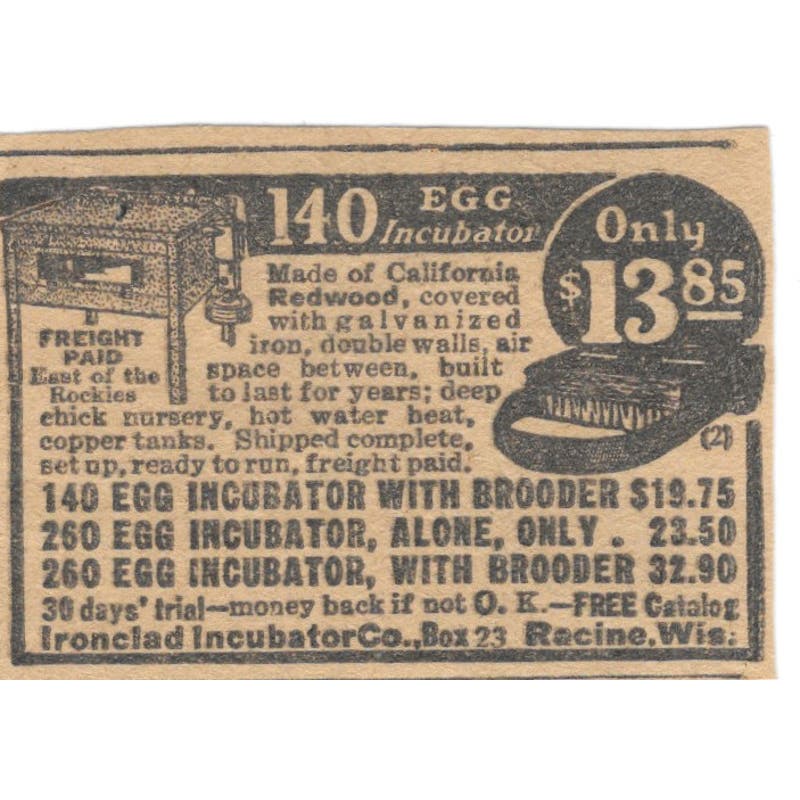 140 EGG
Incubator
Only
$13.85
Made of California
Redwood, covered
with galvanized
iron, double walls, air
space between, built
to last for years; deep
chick nursery, hot water heat,
copper tanks. Shipped complete,
set up, ready to run, freight paid.
FREIGHT
PAID
East of the
Rockies
(2)
140 EGG INCUBATOR WITH BROODER $19.75
260 EGG INCUBATOR, ALONE, ONLY . 23.50
260 EGG INCUBATOR, WITH BROODER 32.90
30 days' trial—money back if not O. K.—FREE Catalog
Ironclad Incubator Co., Box 23 Racine, Wis.